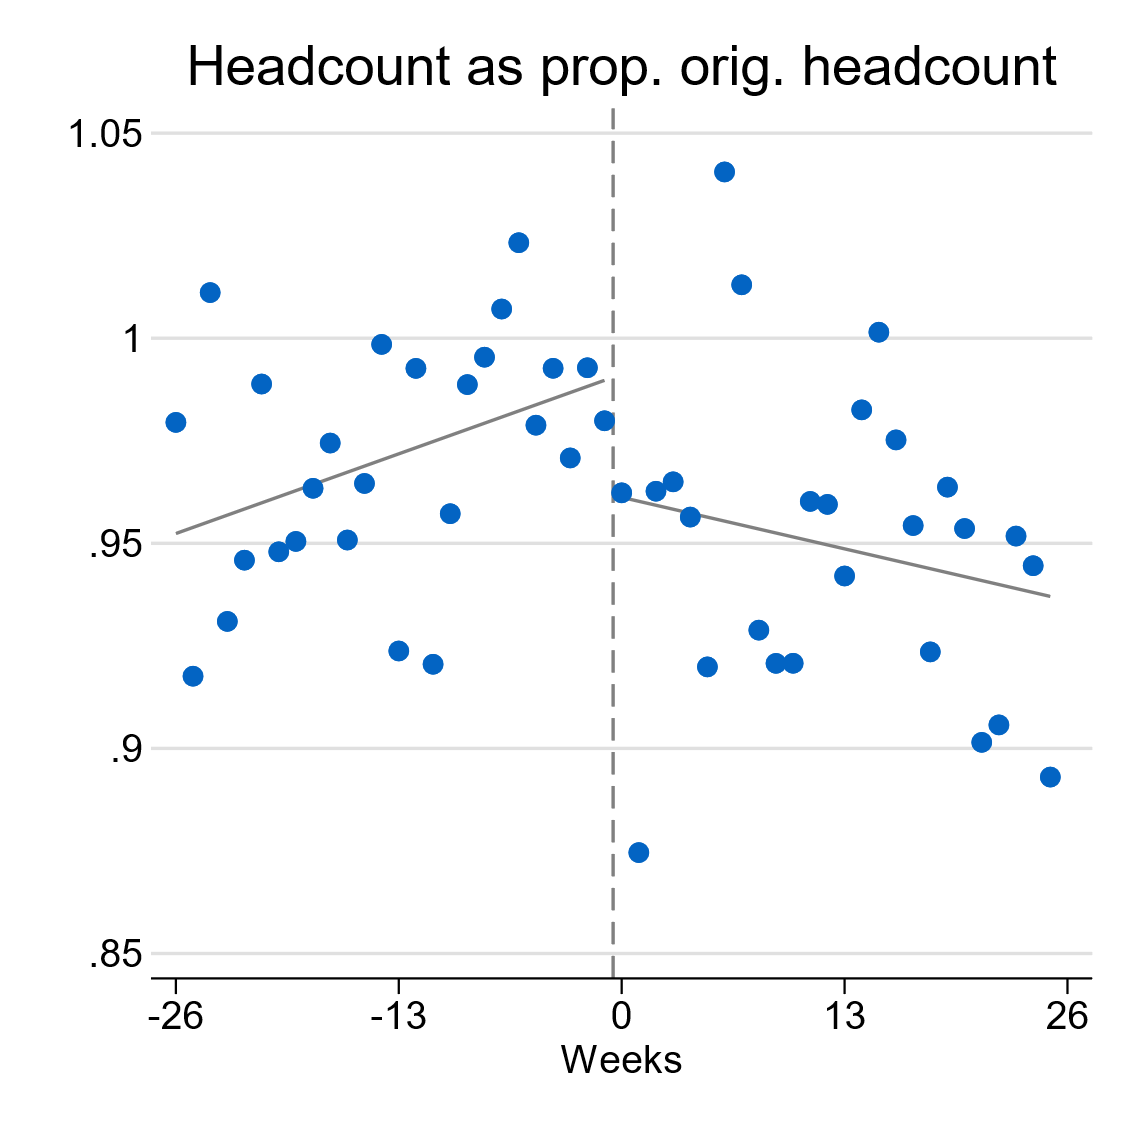 Headcount as prop. orig. headcount
1.05
1
.95
.9
.85
-26 -13 0 13 26
Weeks